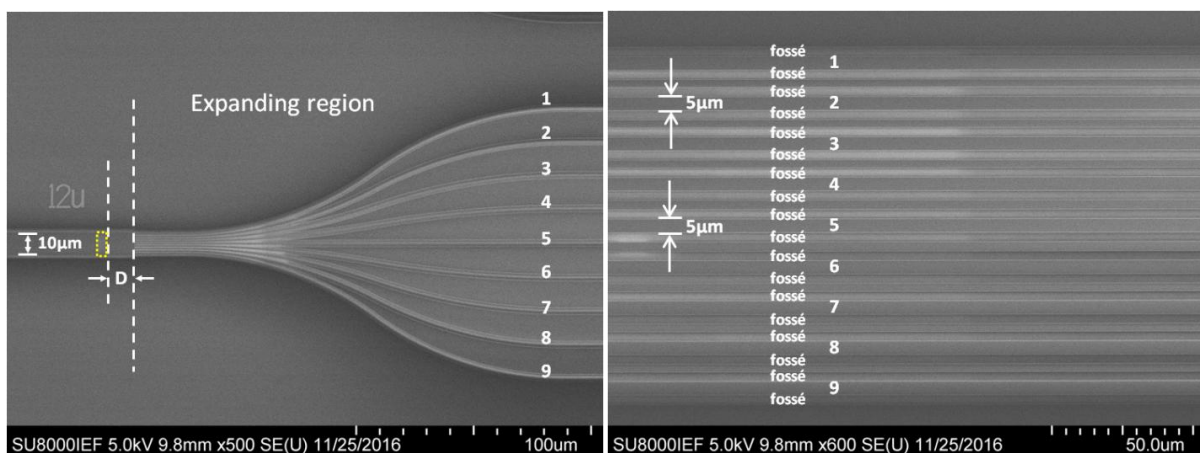 Expanding region
12u
10µm
D
1
2
3
4
5
6
7
8
9
SU8000IEF 5.0kV 9.8mm x500 SE(U) 11/25/2016 100um
fossé
1
fossé
fossé
5µm 2
fossé
fossé
3
fossé
fossé
4
fossé
fossé
5µm 5
fossé
fossé
6
fossé
fossé
7
fossé
fossé
8
fossé
fossé
9
fossé
SU8000IEF 5.0kV 9.8mm x600 SE(U) 11/25/2016 50.0um